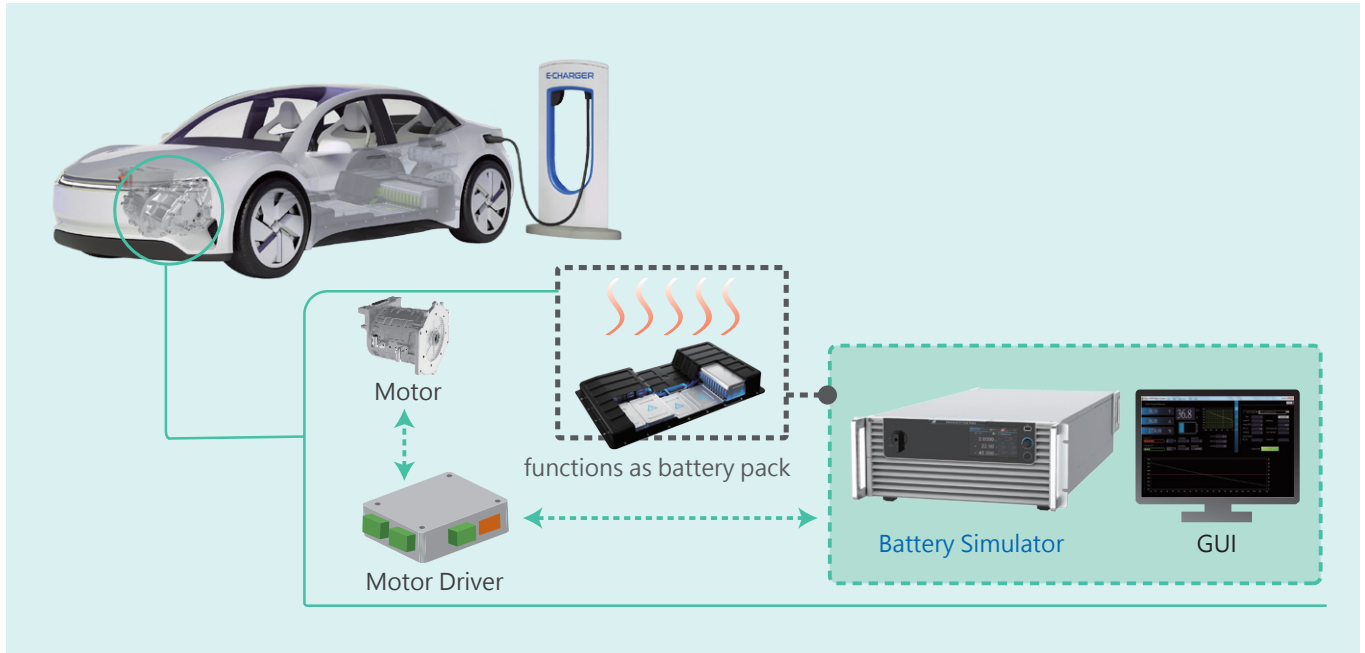 E-CHARGER
Motor
functions as battery pack
Motor Driver
Battery Simulator
GUI
36.8